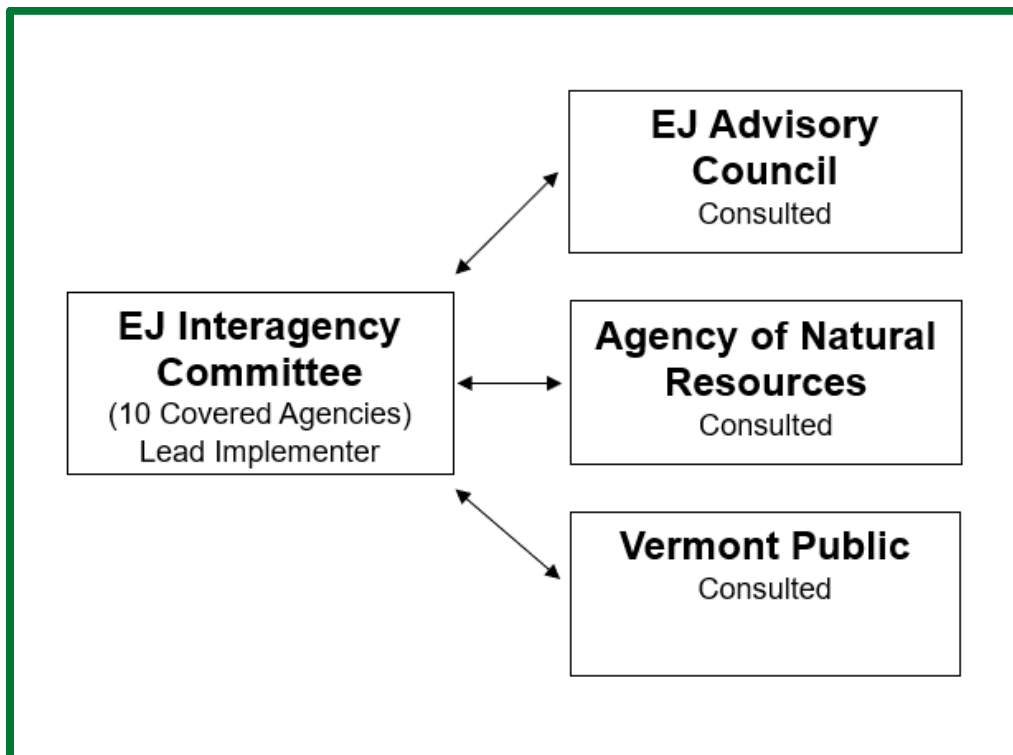 EJ Interagency
Committee
(10 Covered Agencies)
Lead Implementer
EJ Advisory
Council
Consulted
Agency of Natural
Resources
Consulted
Vermont Public
Consulted